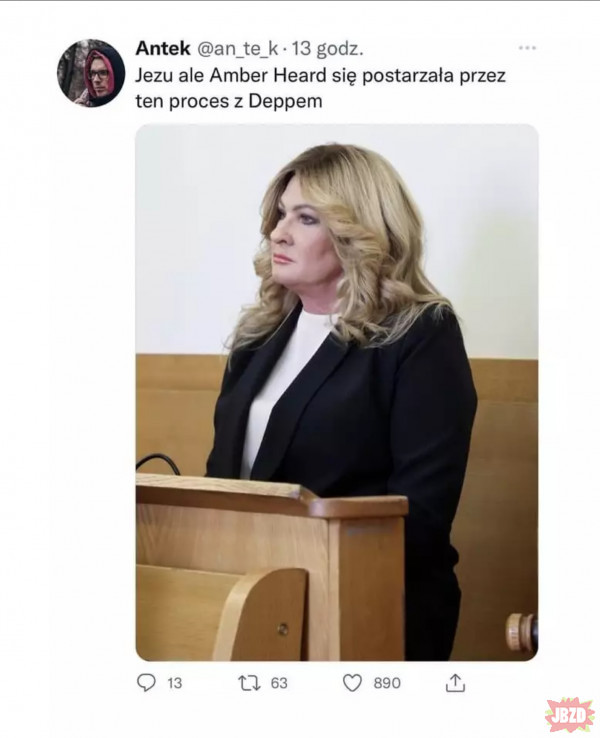 Antek @an_te_k · 13 godz.
Jezu ale Amber Heard się postarzała przez
ten proces z Deppem
13 63 890
JBZD